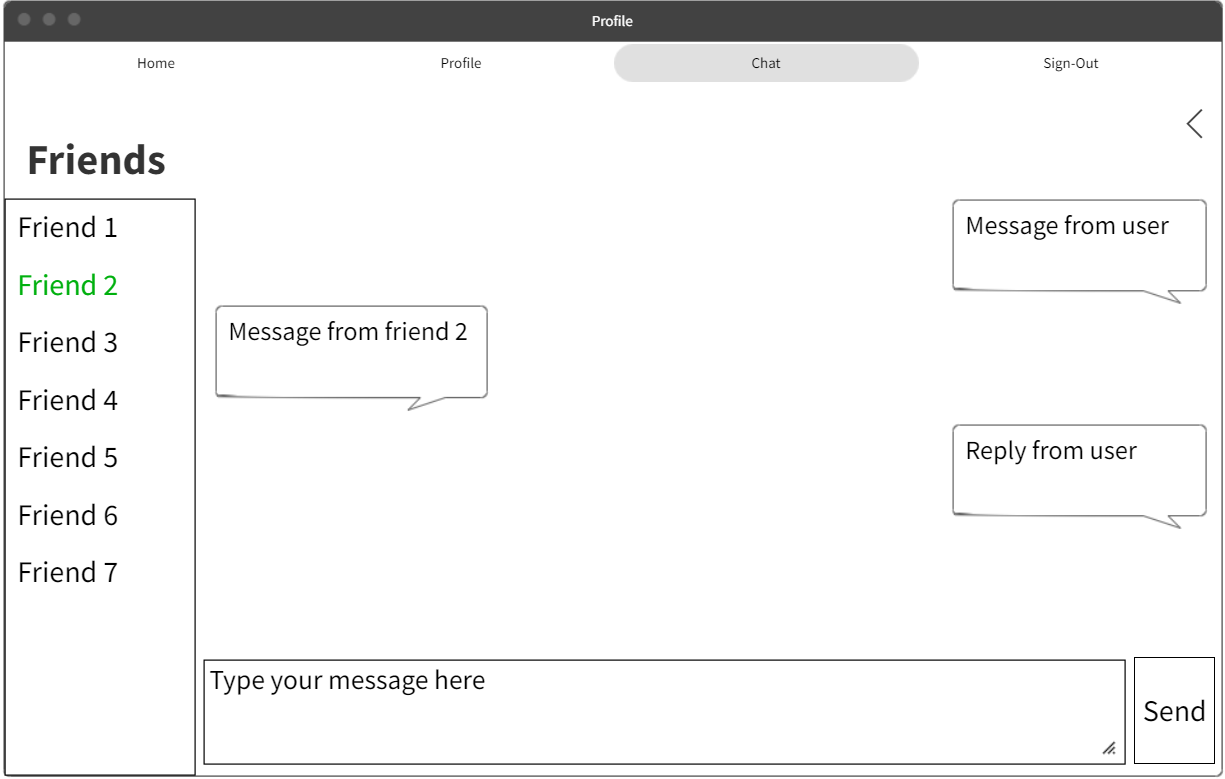 Profile
Home
Profile
Chat
Sign-Out
Friends
Friend 1
Friend 2
Friend 3
Friend 4
Friend 5
Friend 6
Friend 7
Message from user
Message from friend 2
Reply from user
Type your message here
Send